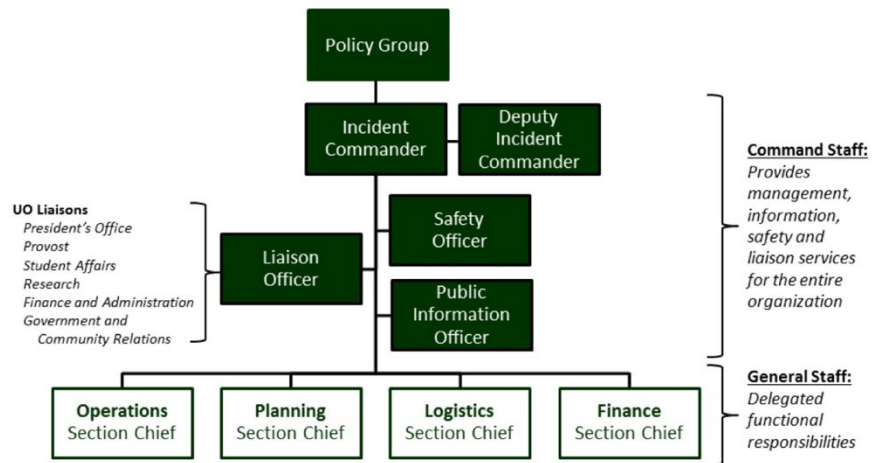 Policy Group
Incident
Commander
Deputy
Incident
Commander
Command Staff:
Provides
management,
information,
safety and
liaison services
for the entire
organization
UO Liaisons
President's Office
Provost
Student Affairs
Research
Finance and Administration
Government and
Community Relations
Liaison
Officer
Safety
Officer
Public
Information
Officer
Operations
Section Chief
Planning
Section Chief
Logistics
Section Chief
Finance
Section Chief
General Staff:
Delegated
functional
responsibilities